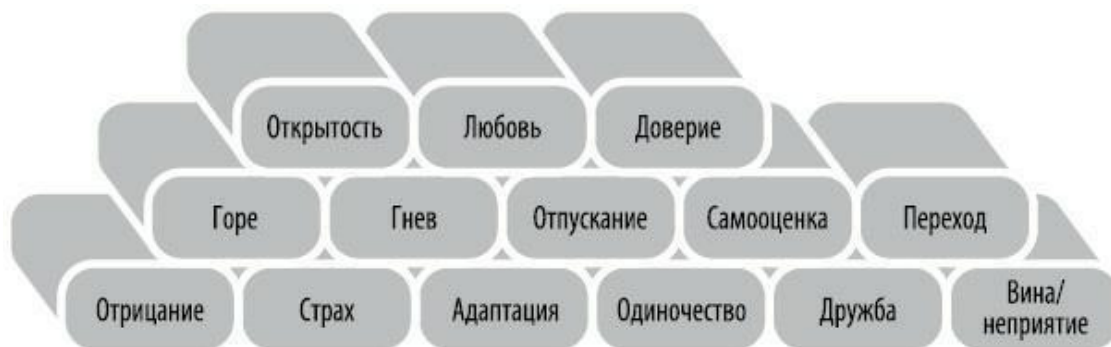 Открытость Любовь Доверие
Горе Гнев Отпускание Самооценка Переход
Отрицание Страх Адаптация Одиночество Дружба Вина/
неприятие